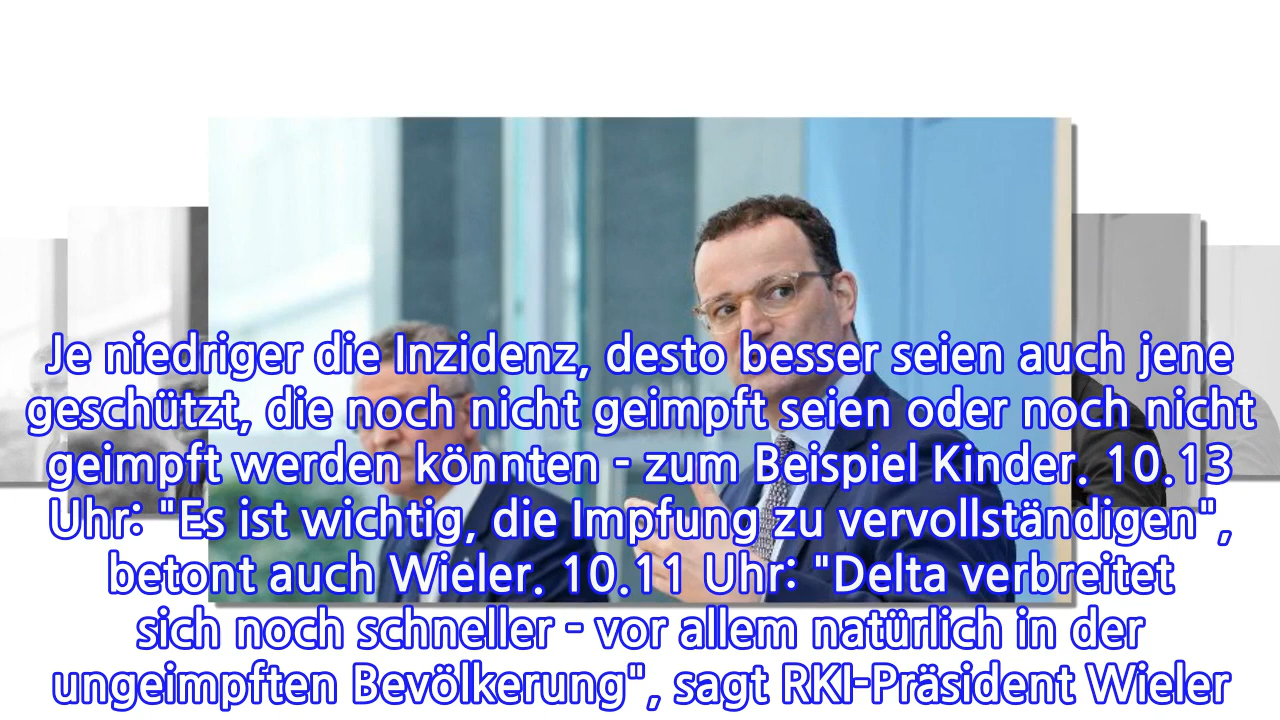 Je niedriger die Inzidenz, desto besser seien auch jene
geschützt, die noch nicht geimpft seien oder noch nicht
geimpft werden könnten - zum Beispiel Kinder. 10.13
Uhr: "Es ist wichtig, die Impfung zu vervollständigen",
betont auch Wieler. 10.11 Uhr: "Delta verbreitet
sich noch schneller - vor allem natürlich in der
ungeimpften Bevölkerung", sagt RKI-Präsident Wieler